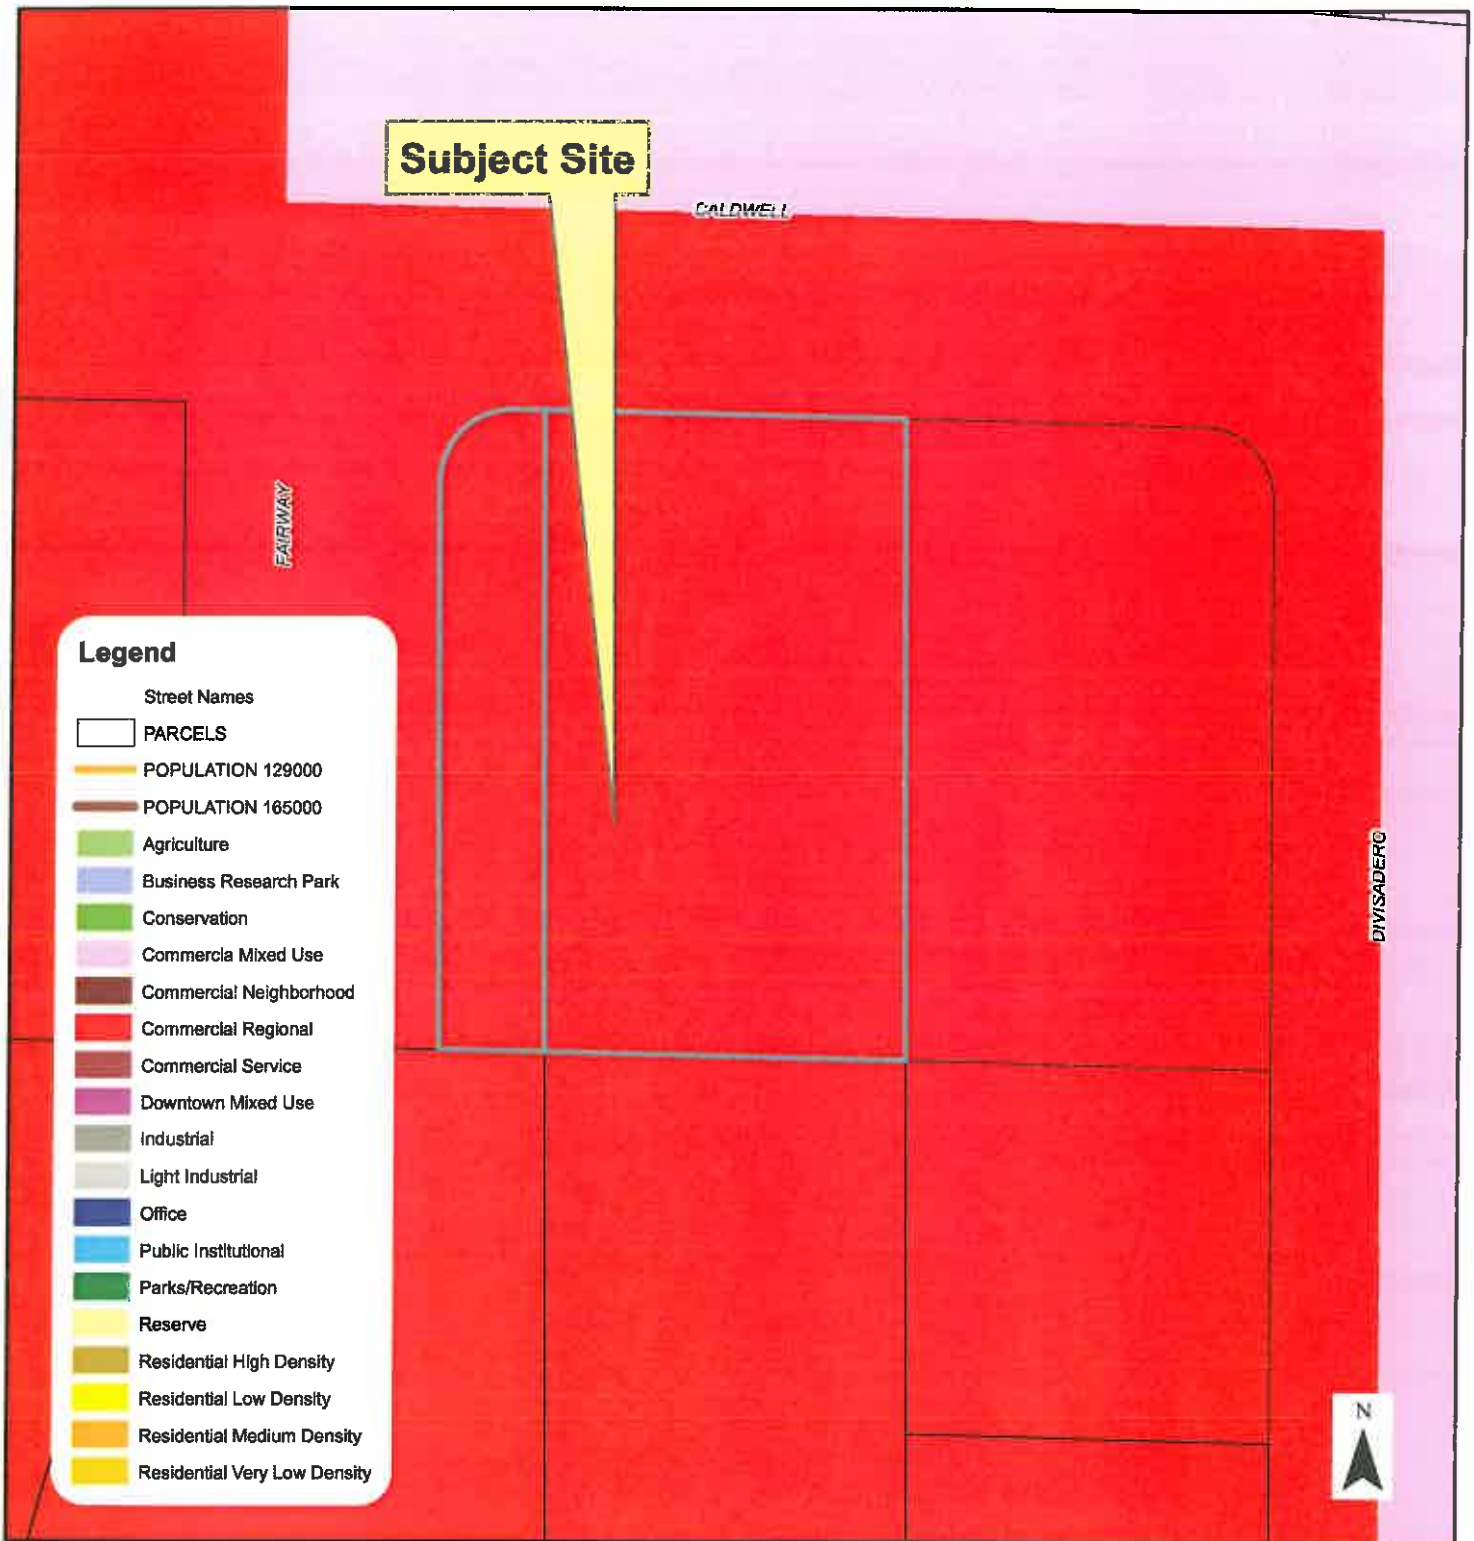 Subject Site
CALDWELL
FAIRWAY
Legend
Street Names
PARCELS
POPULATION 129000
POPULATION 165000
Agriculture
Business Research Park
Conservation
Commercia Mixed Use
Commercial Neighborhood
Commercial Regional
Commercial Service
Downtown Mixed Use
Industrial
Light Industrial
Office
Public Institutional
Parks/Recreation
Reserve
Residential High Density
Residential Low Density
Residential Medium Density
Residential Very Low Density
DIVISADERO
N